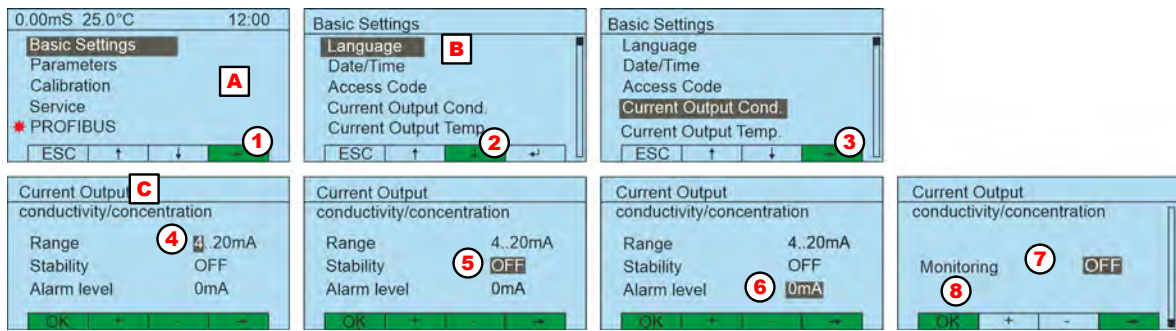 0.00mS 25.0°C 12:00
Basic Settings
Parameters
A
Calibration
Service
PROFIBUS
1
ESC ↑ ↓ →
Basic Settings
Language
B
Date/Time
Access Code
Current Output Cond.
Current Output Temp.
2
ESC ↑ ↓ ↵
Basic Settings
Language
Date/Time
Access Code
Current Output Cond.
Current Output Temp.
3
ESC ↑ ↓ →
Current Output
C
conductivity/concentration
Range 4 4..20mA
Stability OFF
Alarm level 0mA
OK + - →
Current Output
conductivity/concentration
Range 4..20mA
Stability 5 OFF
Alarm level 0mA
OK + - →
Current Output
conductivity/concentration
Range 4..20mA
Stability OFF
Alarm level 6 0mA
OK + - →
Current Output
conductivity/concentration
Monitoring 7 OFF
8
OK + - →